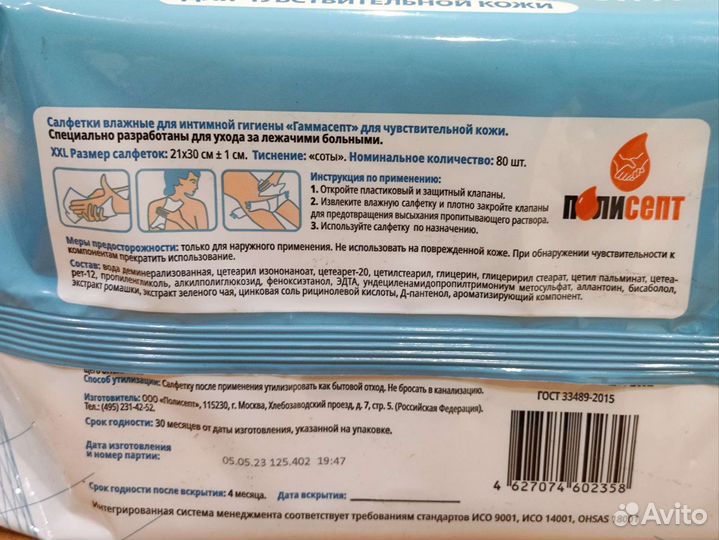 ДЛЯ ЧУВСТВИТЕЛЬНОЙ КОЖИ
Салфетки влажные для интимной гигиены «Гаммасепт» для чувствительной кожи.
Специально разработаны для ухода за лежачими больными.
XXL Размер салфеток: 21х30 см ± 1 см. Тиснение: «соты». Номинальное количество: 80 шт.
Инструкция по применению:
1. Откройте пластиковый и защитный клапаны.
2. Извлеките влажную салфетку и плотно закройте клапаны
для предотвращения высыхания пропитывающего раствора.
3. Используйте салфетку по назначению.
ПОЛИСЕПТ
Меры предосторожности: только для наружного применения. Не использовать на поврежденной коже. При обнаружении чувствительности к
компонентам прекратить использование.
Состав: вода деминерализованная, цетеарил изононаноат, цетеарет-20, цетилстеарил, глицерин, глицеририл стеарат, цетил пальминат, цетеа-
рет-12, пропиленгликоль, алкилполиглюкозид, феноксиэтанол, ЭДТА, ундециленамидопропилтримониум метосульфат, аллантоин, бисаболол,
экстракт ромашки, экстракт зеленого чая, цинковая соль рицинолевой кислоты, Д-пантенол, ароматизирующий компонент.
Способ утилизации: Салфетку после применения утилизировать как бытовой отход. Не бросать в канализацию.
Изготовитель: ООО «Полисепт», 115230, г. Москва, Хлебозаводский проезд, д. 7, стр. 5. (Российская Федерация).
Тел.: (495) 231-42-52.
ГОСТ 33489-2015
Срок годности: 30 месяцев от даты изготовления, указанной на упаковке.
Дата изготовления
и номер партии:
05.05.23 125.402 19:47
4 627074 602358
Срок годности после вскрытия: 4 месяца. Дата вскрытия:
Интегрированная система менеджмента соответствует требованиям стандартов ИСО 9001, ИСО 14001, OHSAS 18001
Avito